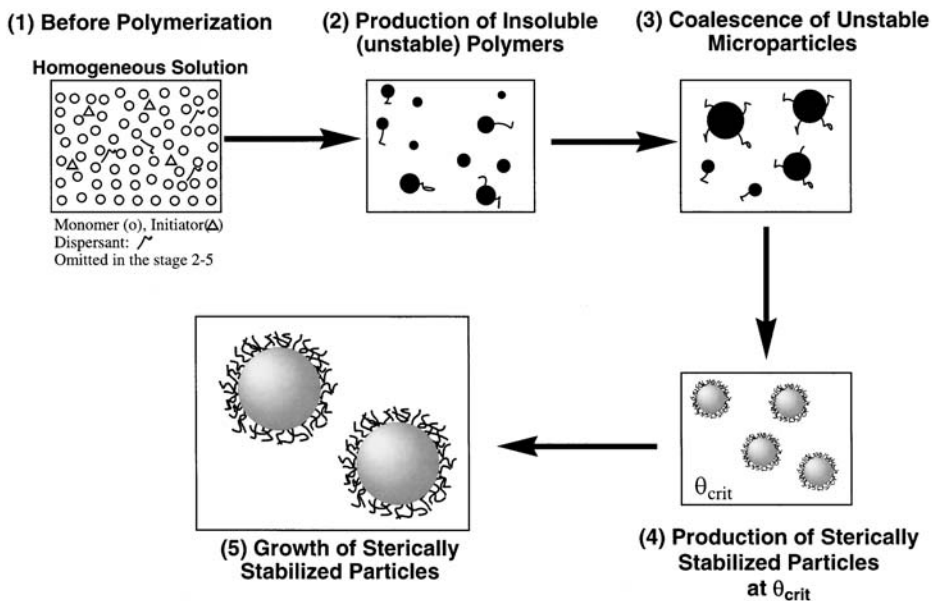 (1) Before Polymerization
Homogeneous Solution
Monomer (o), Initiator(△)
Dispersant:
Omitted in the stage 2-5
(2) Production of Insoluble
(unstable) Polymers
(3) Coalescence of Unstable
Microparticles
θcrit
(4) Production of Sterically
Stabilized Particles
at θcrit
(5) Growth of Sterically
Stabilized Particles